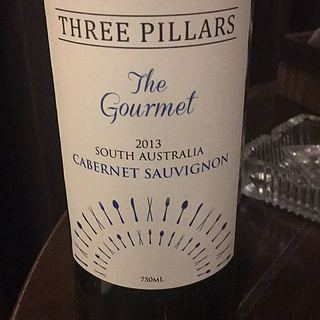 THREE PILLARS
The
Gourmet
2013
SOUTH AUSTRALIA
CABERNET SAUVIGNON
750ML